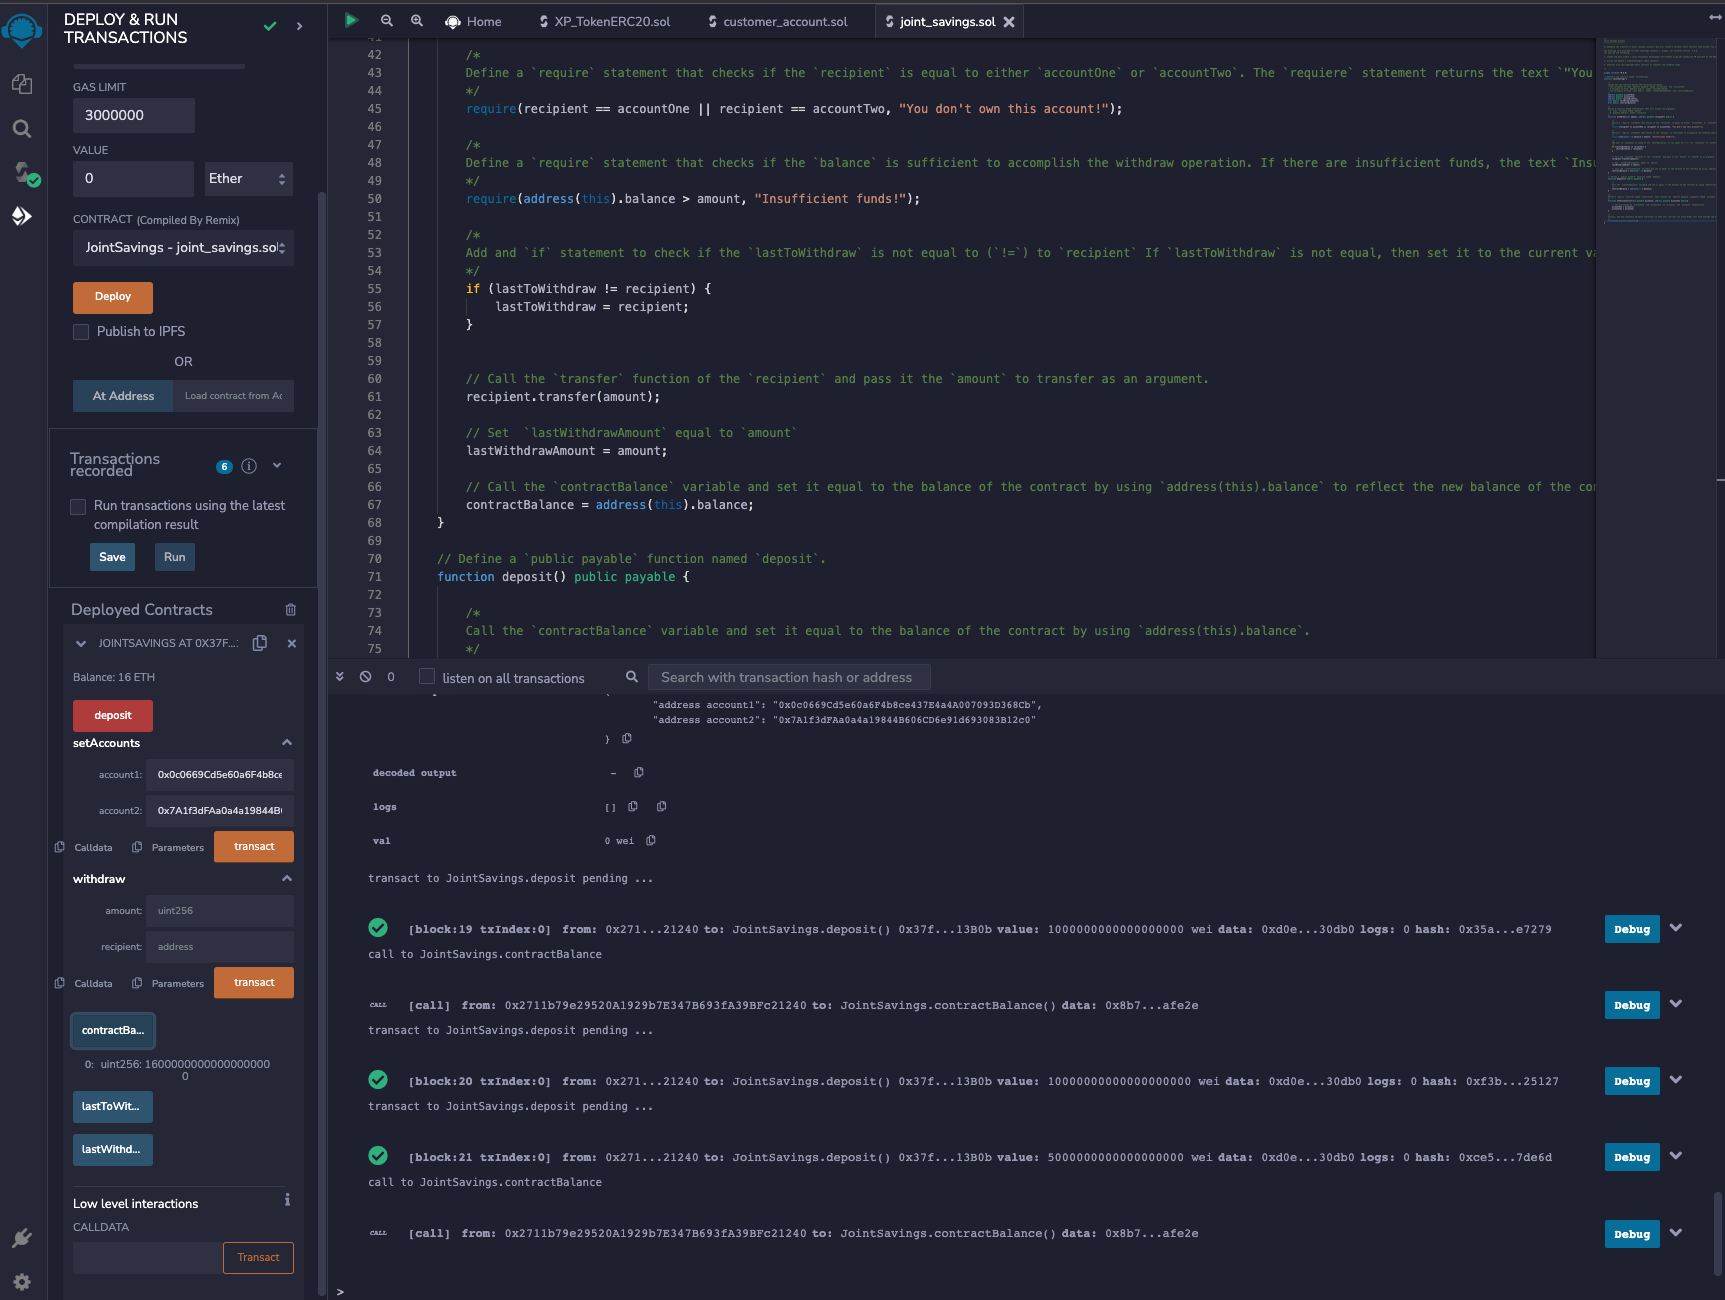 DEPLOY & RUN
TRANSACTIONS
GAS LIMIT
3000000
VALUE
0
Ether
CONTRACT (Compiled By Remix)
JointSavings - joint_savings.sol
Deploy
Publish to IPFS
OR
At Address
Load contract from Ac
Transactions
recorded
6
Run transactions using the latest
compilation result
Save
Run
Deployed Contracts
JOINTSAVINGS AT 0X37F...
Balance: 16 ETH
deposit
setAccounts
account1:
0x0c0669Cd5e60a6F4b8ce
account2:
0x7A1f3dFAa0a4a19844B
Calldata
Parameters
transact
withdraw
amount:
uint256
recipient:
address
Calldata
Parameters
transact
contractBa...
0: uint256: 1600000000000000000
0
lastToWit...
lastWithd...
Low level interactions
CALLDATA
Transact
Home
XP_TokenERC20.sol
customer_account.sol
joint_savings.sol
41
42 /*
43 Define a `require` statement that checks if the `recipient` is equal to either `accountOne` or `accountTwo`. The `requiere` statement returns the text `"You
44 */
45 require(recipient == accountOne || recipient == accountTwo, "You don't own this account!");
46
47 /*
48 Define a `require` statement that checks if the `balance` is sufficient to accomplish the withdraw operation. If there are insufficient funds, the text `Ins
49 */
50 require(address(this).balance > amount, "Insufficient funds!");
51
52 /*
53 Add and `if` statement to check if the `lastToWithdraw` is not equal to (`!=`) to `recipient` If `lastToWithdraw` is not equal, then set it to the current va
54 */
55 if (lastToWithdraw != recipient) {
56 lastToWithdraw = recipient;
57 }
58
59
60 // Call the `transfer` function of the `recipient` and pass it the `amount` to transfer as an argument.
61 recipient.transfer(amount);
62
63 // Set  `lastWithdrawAmount` equal to `amount`
64 lastWithdrawAmount = amount;
65
66 // Call the `contractBalance` variable and set it equal to the balance of the contract by using `address(this).balance` to reflect the new balance of the con
67 contractBalance = address(this).balance;
68 }
69
70 // Define a `public payable` function named `deposit`.
71 function deposit() public payable {
72
73 /*
74 Call the `contractBalance` variable and set it equal to the balance of the contract by using `address(this).balance`.
75 */
0
listen on all transactions
Search with transaction hash or address
"address account1": "0x0c0669Cd5e60a6F4b8ce437E4a4A007093D368Cb",
"address account2": "0x7A1f3dFAa0a4a19844B606CD6e91d693083B12c0"
}
decoded output
-
logs
[]
val
0 wei
transact to JointSavings.deposit pending ...
[block:19 txIndex:0] from: 0x271...21240 to: JointSavings.deposit() 0x37f...13B0b value: 1000000000000000000 wei data: 0xd0e...30db0 logs: 0 hash: 0x35a...e7279
Debug
call to JointSavings.contractBalance
CALL [call] from: 0x2711b79e29520A1929b7E347B693fA39BFc21240 to: JointSavings.contractBalance() data: 0x8b7...afe2e
Debug
transact to JointSavings.deposit pending ...
[block:20 txIndex:0] from: 0x271...21240 to: JointSavings.deposit() 0x37f...13B0b value: 10000000000000000000 wei data: 0xd0e...30db0 logs: 0 hash: 0xf3b...25127
Debug
transact to JointSavings.deposit pending ...
[block:21 txIndex:0] from: 0x271...21240 to: JointSavings.deposit() 0x37f...13B0b value: 5000000000000000000 wei data: 0xd0e...30db0 logs: 0 hash: 0xce5...7de6d
Debug
call to JointSavings.contractBalance
CALL [call] from: 0x2711b79e29520A1929b7E347B693fA39BFc21240 to: JointSavings.contractBalance() data: 0x8b7...afe2e
Debug
>